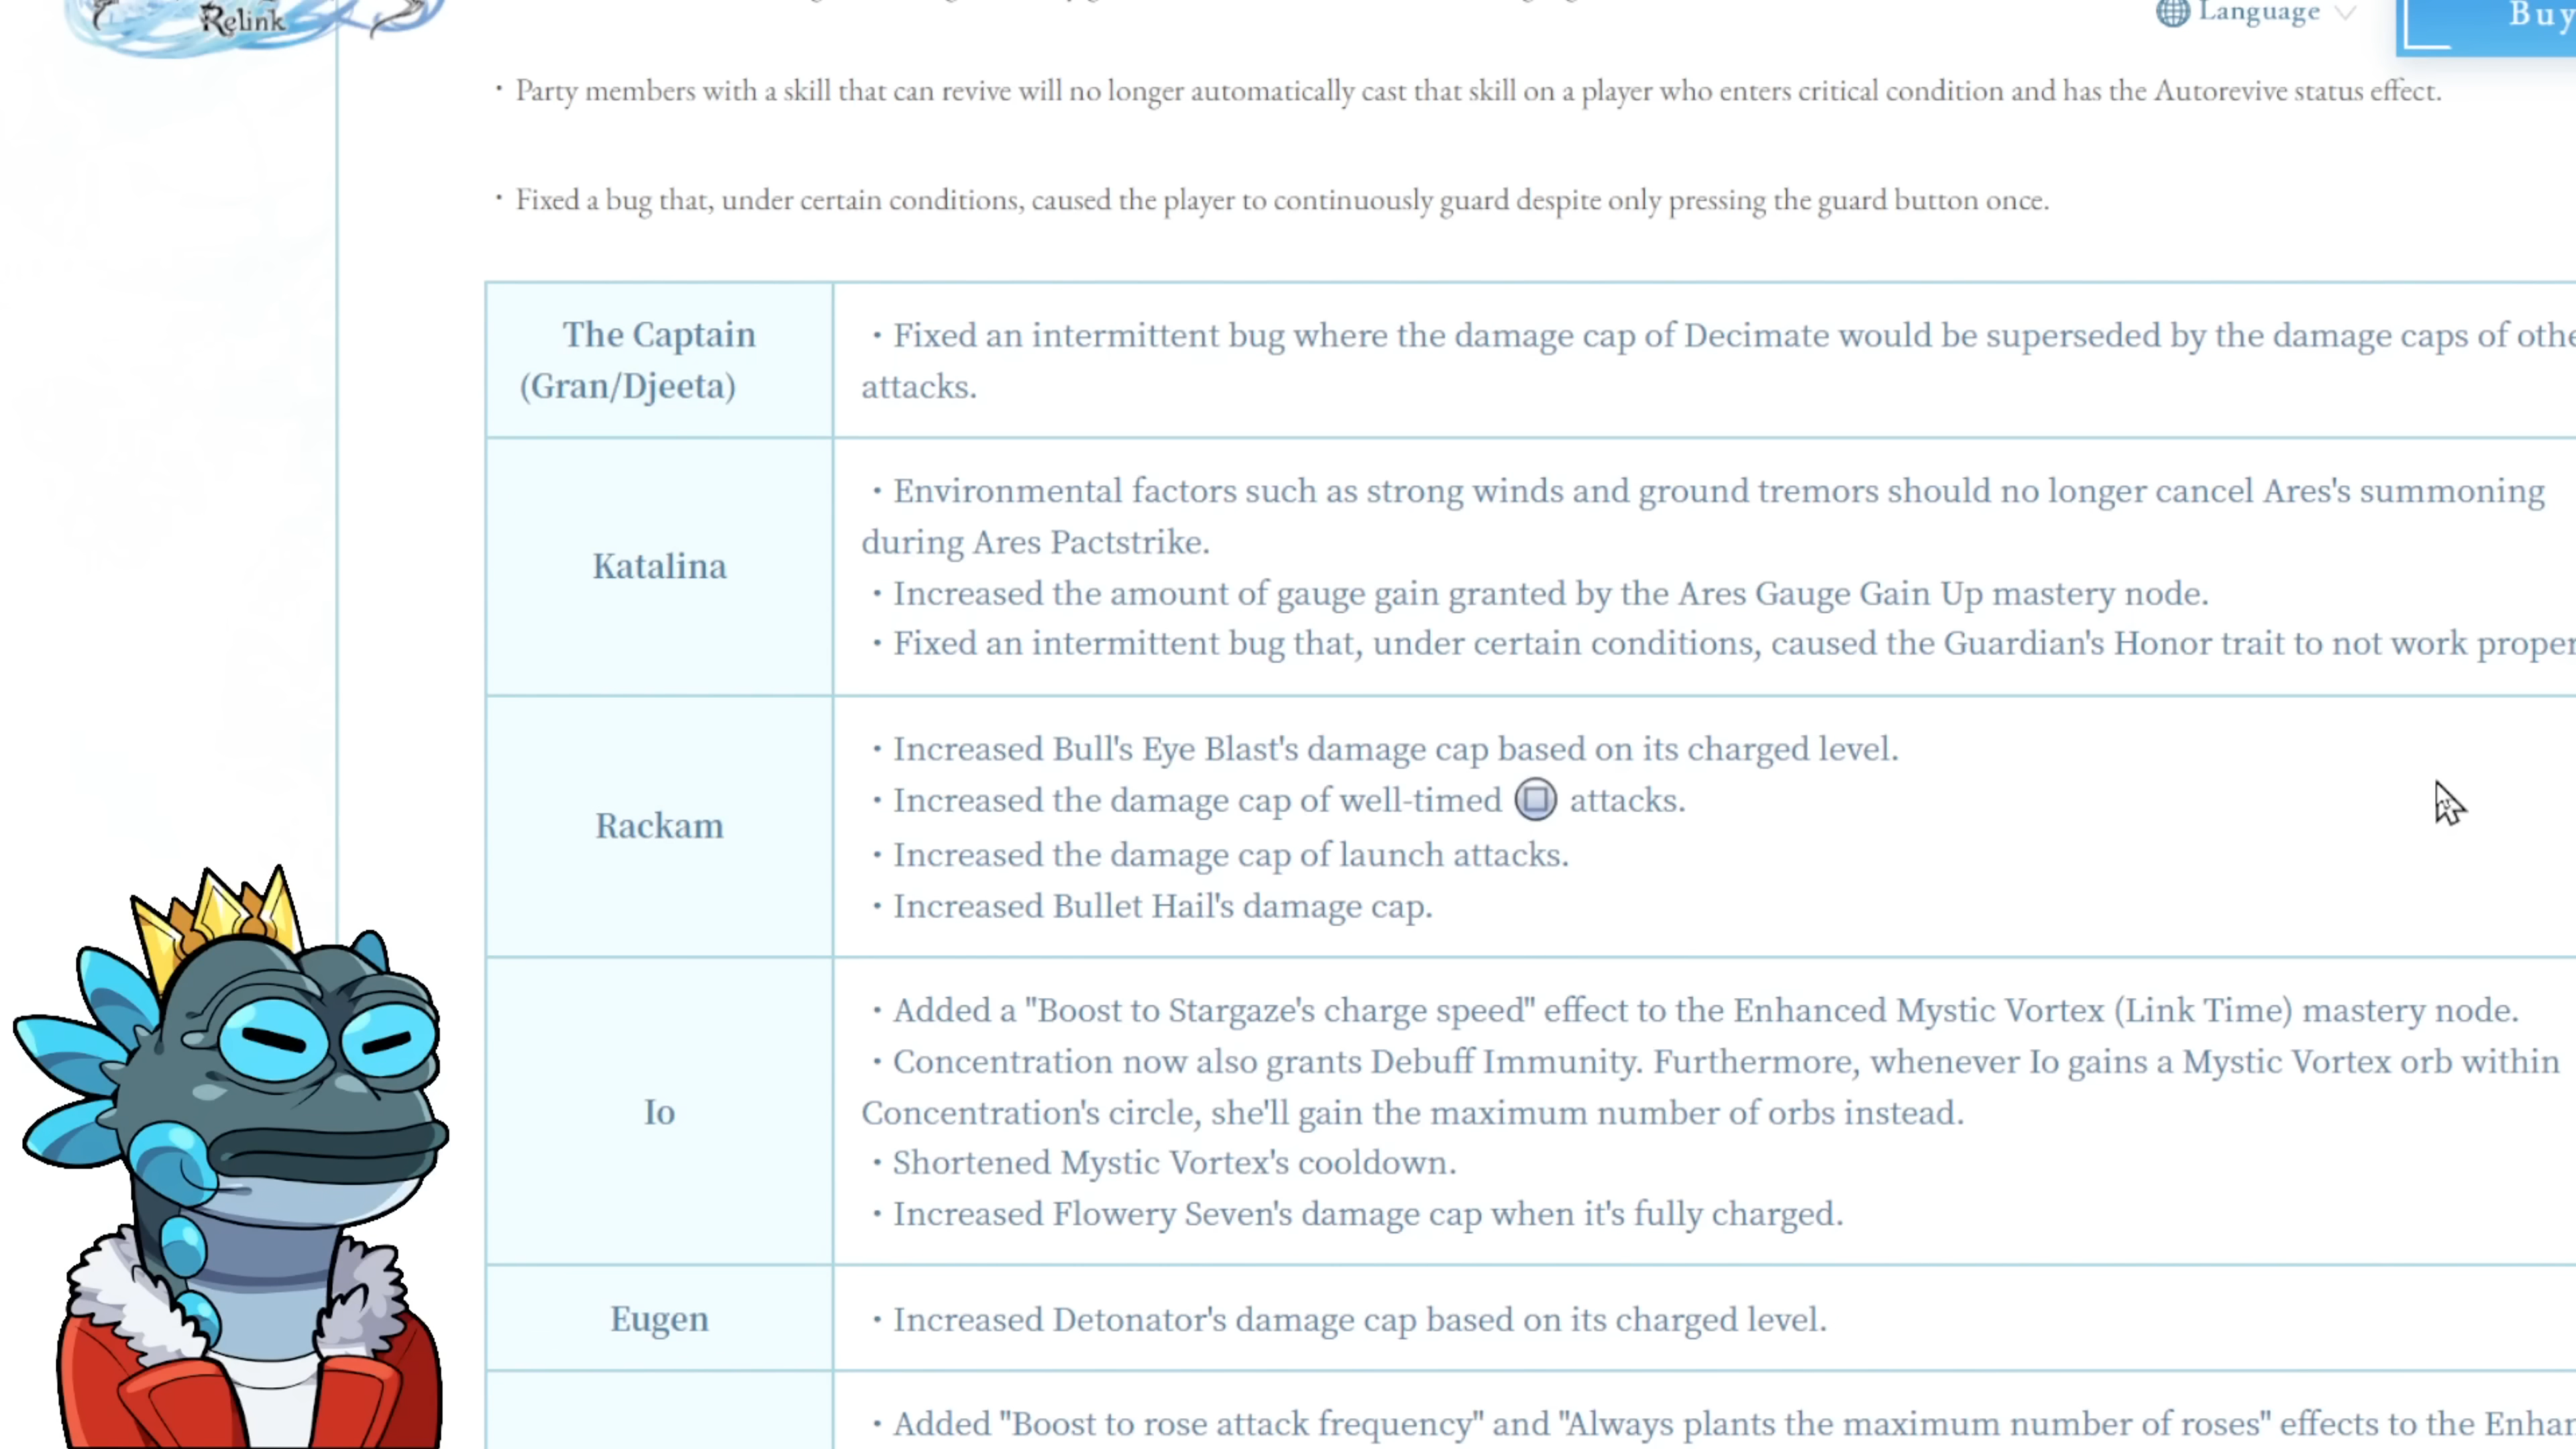 Relink
Language
Buy
・Party members with a skill that can revive will no longer automatically cast that skill on a player who enters critical condition and has the Autorevive status effect.
・Fixed a bug that, under certain conditions, caused the player to continuously guard despite only pressing the guard button once.
The Captain
(Gran/Djeeta)
・Fixed an intermittent bug where the damage cap of Decimate would be superseded by the damage caps of othe
attacks.
Katalina
・Environmental factors such as strong winds and ground tremors should no longer cancel Ares's summoning
during Ares Pactstrike.
・Increased the amount of gauge gain granted by the Ares Gauge Gain Up mastery node.
・Fixed an intermittent bug that, under certain conditions, caused the Guardian's Honor trait to not work proper
Rackam
・Increased Bull's Eye Blast's damage cap based on its charged level.
・Increased the damage cap of well-timed attacks.
・Increased the damage cap of launch attacks.
・Increased Bullet Hail's damage cap.
Io
・Added a "Boost to Stargaze's charge speed" effect to the Enhanced Mystic Vortex (Link Time) mastery node.
・Concentration now also grants Debuff Immunity. Furthermore, whenever Io gains a Mystic Vortex orb within
Concentration's circle, she'll gain the maximum number of orbs instead.
・Shortened Mystic Vortex's cooldown.
・Increased Flowery Seven's damage cap when it's fully charged.
Eugen
・Increased Detonator's damage cap based on its charged level.
・Added "Boost to rose attack frequency" and "Always plants the maximum number of roses" effects to the Enhan